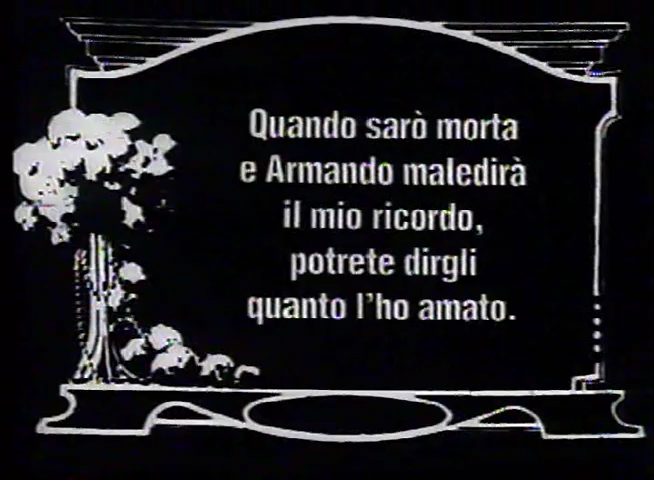 Quando sarò morta
e Armando maledirà
il mio ricordo,
potrete dirgli
quanto l'ho amato.